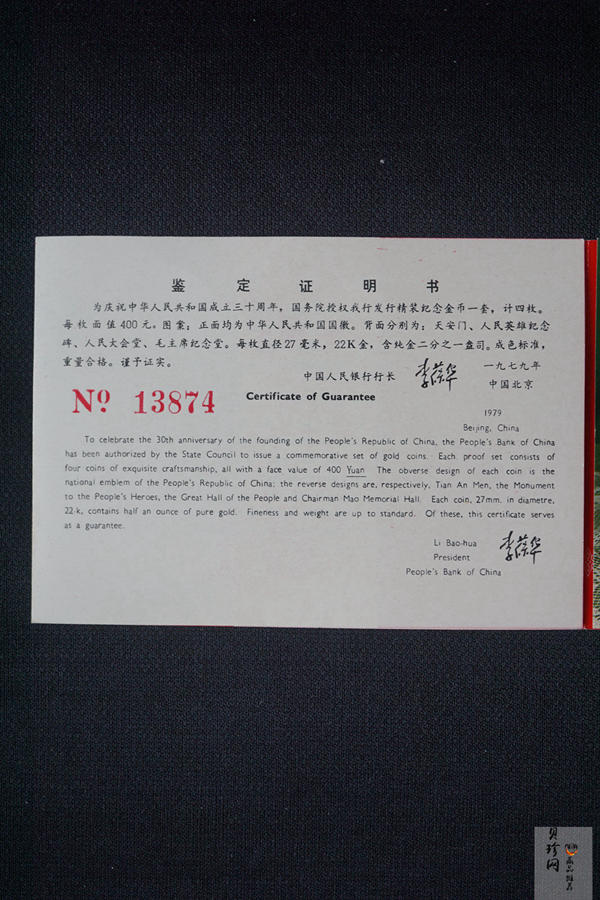 鉴定证明书
为庆祝中华人民共和国成立三十周年，国务院授权我行发行精装纪念金币一套，计四枚。
每枚面值400元。图案：正面均为中华人民共和国国徽。背面分别为：天安门、人民英雄纪念
碑、人民大会堂、毛主席纪念堂。每枚直径27毫米，22K金，含纯金二分之一盎司。成色标准，
重量合格。谨予证实。
中国人民银行行长 李葆华 一九七九年
中国北京
Nº 13874
Certificate of Guarantee
1979
Beijing, China
To celebrate the 30th anniversary of the founding of the People's Republic of China, the People's Bank of China
has been authorized by the State Council to issue a commemorative set of gold coins. Each proof set consists of
four coins of exquisite craftsmanship, all with a face value of 400 Yuan The obverse design of each coin is the
national emblem of the People's Republic of China; the reverse designs are, respectively, Tian An Men, the Monument
to the People's Heroes, the Great Hall of the People and Chairman Mao Memorial Hall. Each coin, 27mm. in diametre,
22-k, contains half an ounce of pure gold. Fineness and weight are up to standard. Of these, this certificate serves
as a guarantee.
Li Bao-hua 李葆华
President
People's Bank of China
贝珍网
藏品推荐